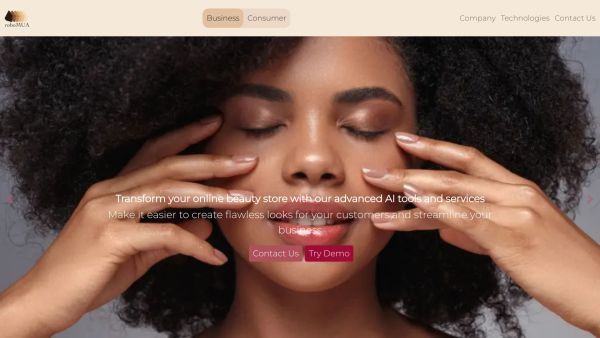 roboMUA
Business Consumer
Company Technologies Contact Us
Transform your online beauty store with our advanced AI tools and services
Make it easier to create flawless looks for your customers and streamline your
business
Contact Us Try Demo